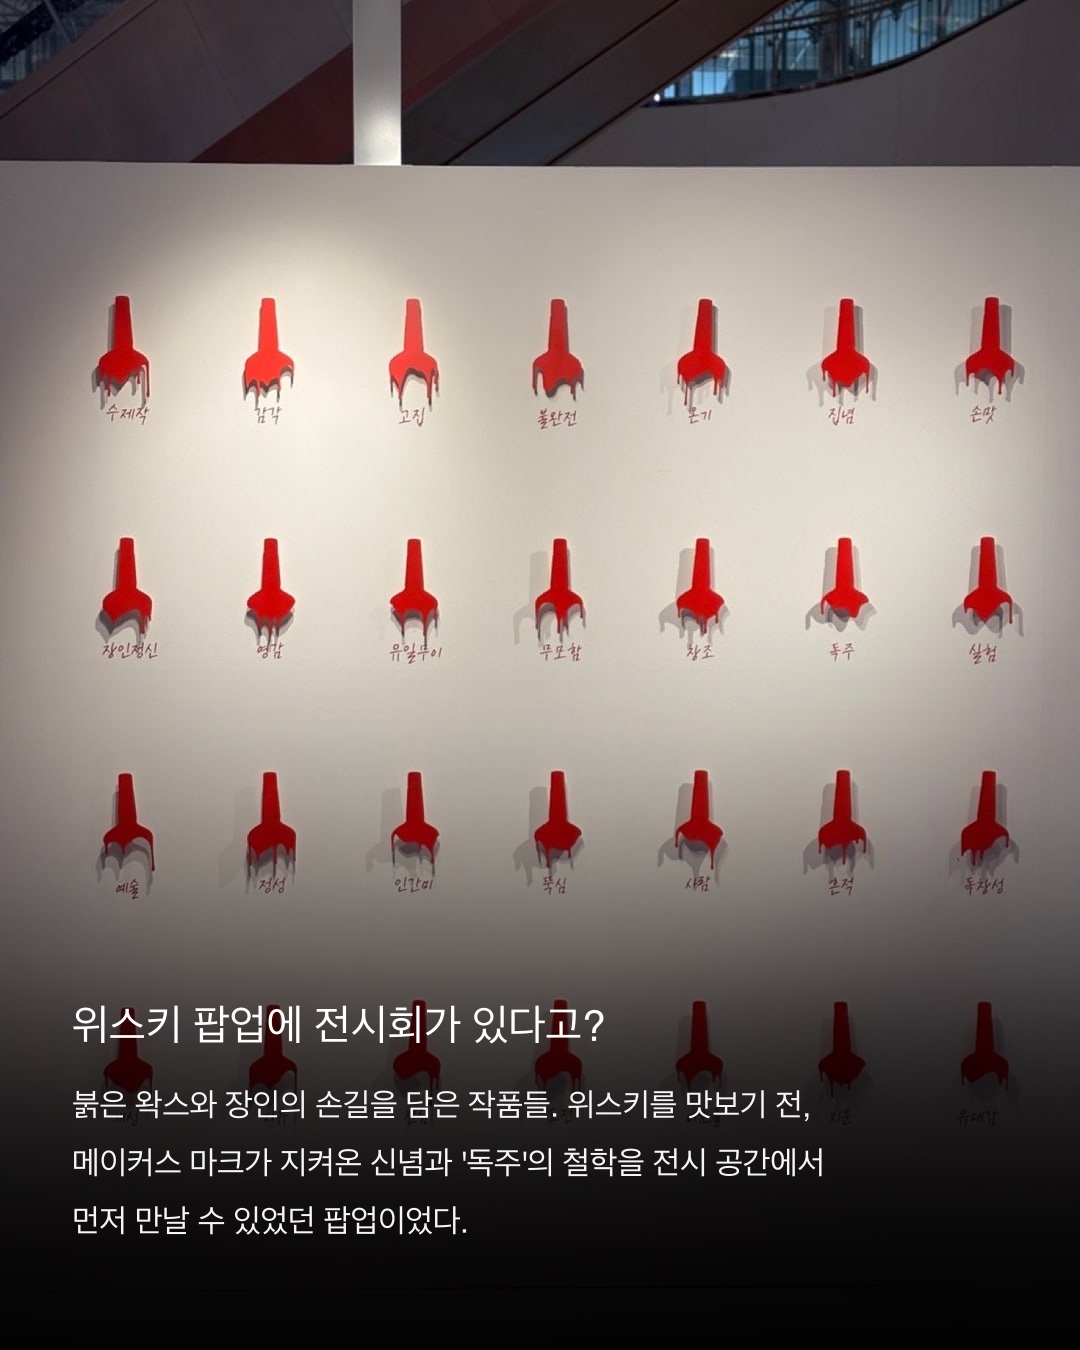 수제작 감각 고집 불완전 온기 집념 손맛
장인정신 영감 유일무이 무모함 창조 독주 실험
예술 정성 인간미 뚝심 사람 흔적 독창성
위스키 팝업에 전시회가 있다고?
붉은 왁스와 장인의 손길을 담은 작품들. 위스키를 맛보기 전,
지문 유대감
메이커스 마크가 지켜온 신념과 '독주'의 철학을 전시 공간에서
먼저 만날 수 있었던 팝업이었다.